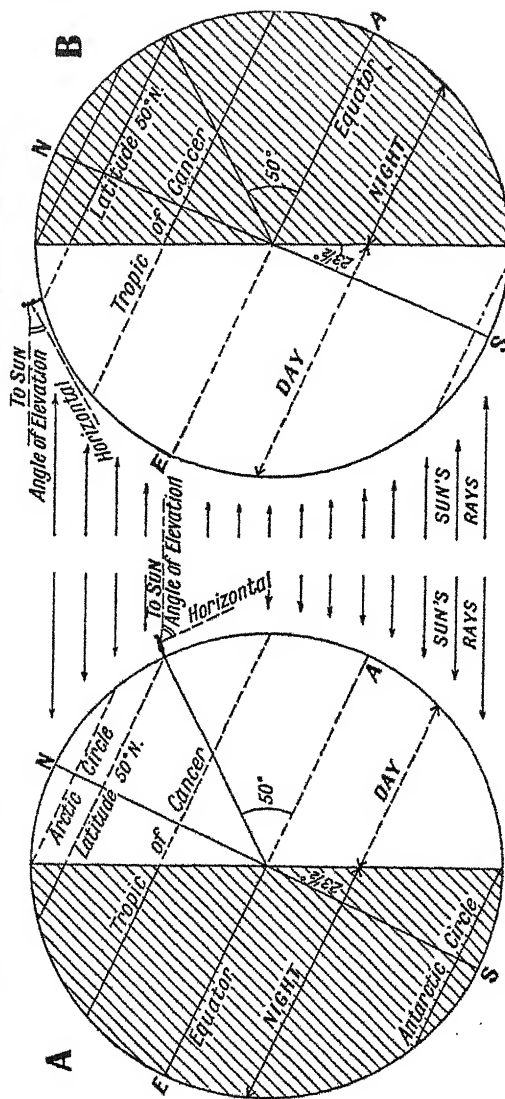 A
N
Arctic Circle
Latitude 50° N.
Tropic of Cancer
50°
Equator
E
A
23½°
NIGHT
DAY
Antarctic Circle
S
To SUN
Angle of Elevation
Horizontal
SUN'S
RAYS
B
To SUN
Angle of Elevation
Horizontal
N
Latitude 50° N.
Tropic of Cancer
50°
Equator
E
A
23½°
DAY
NIGHT
S
SUN'S
RAYS